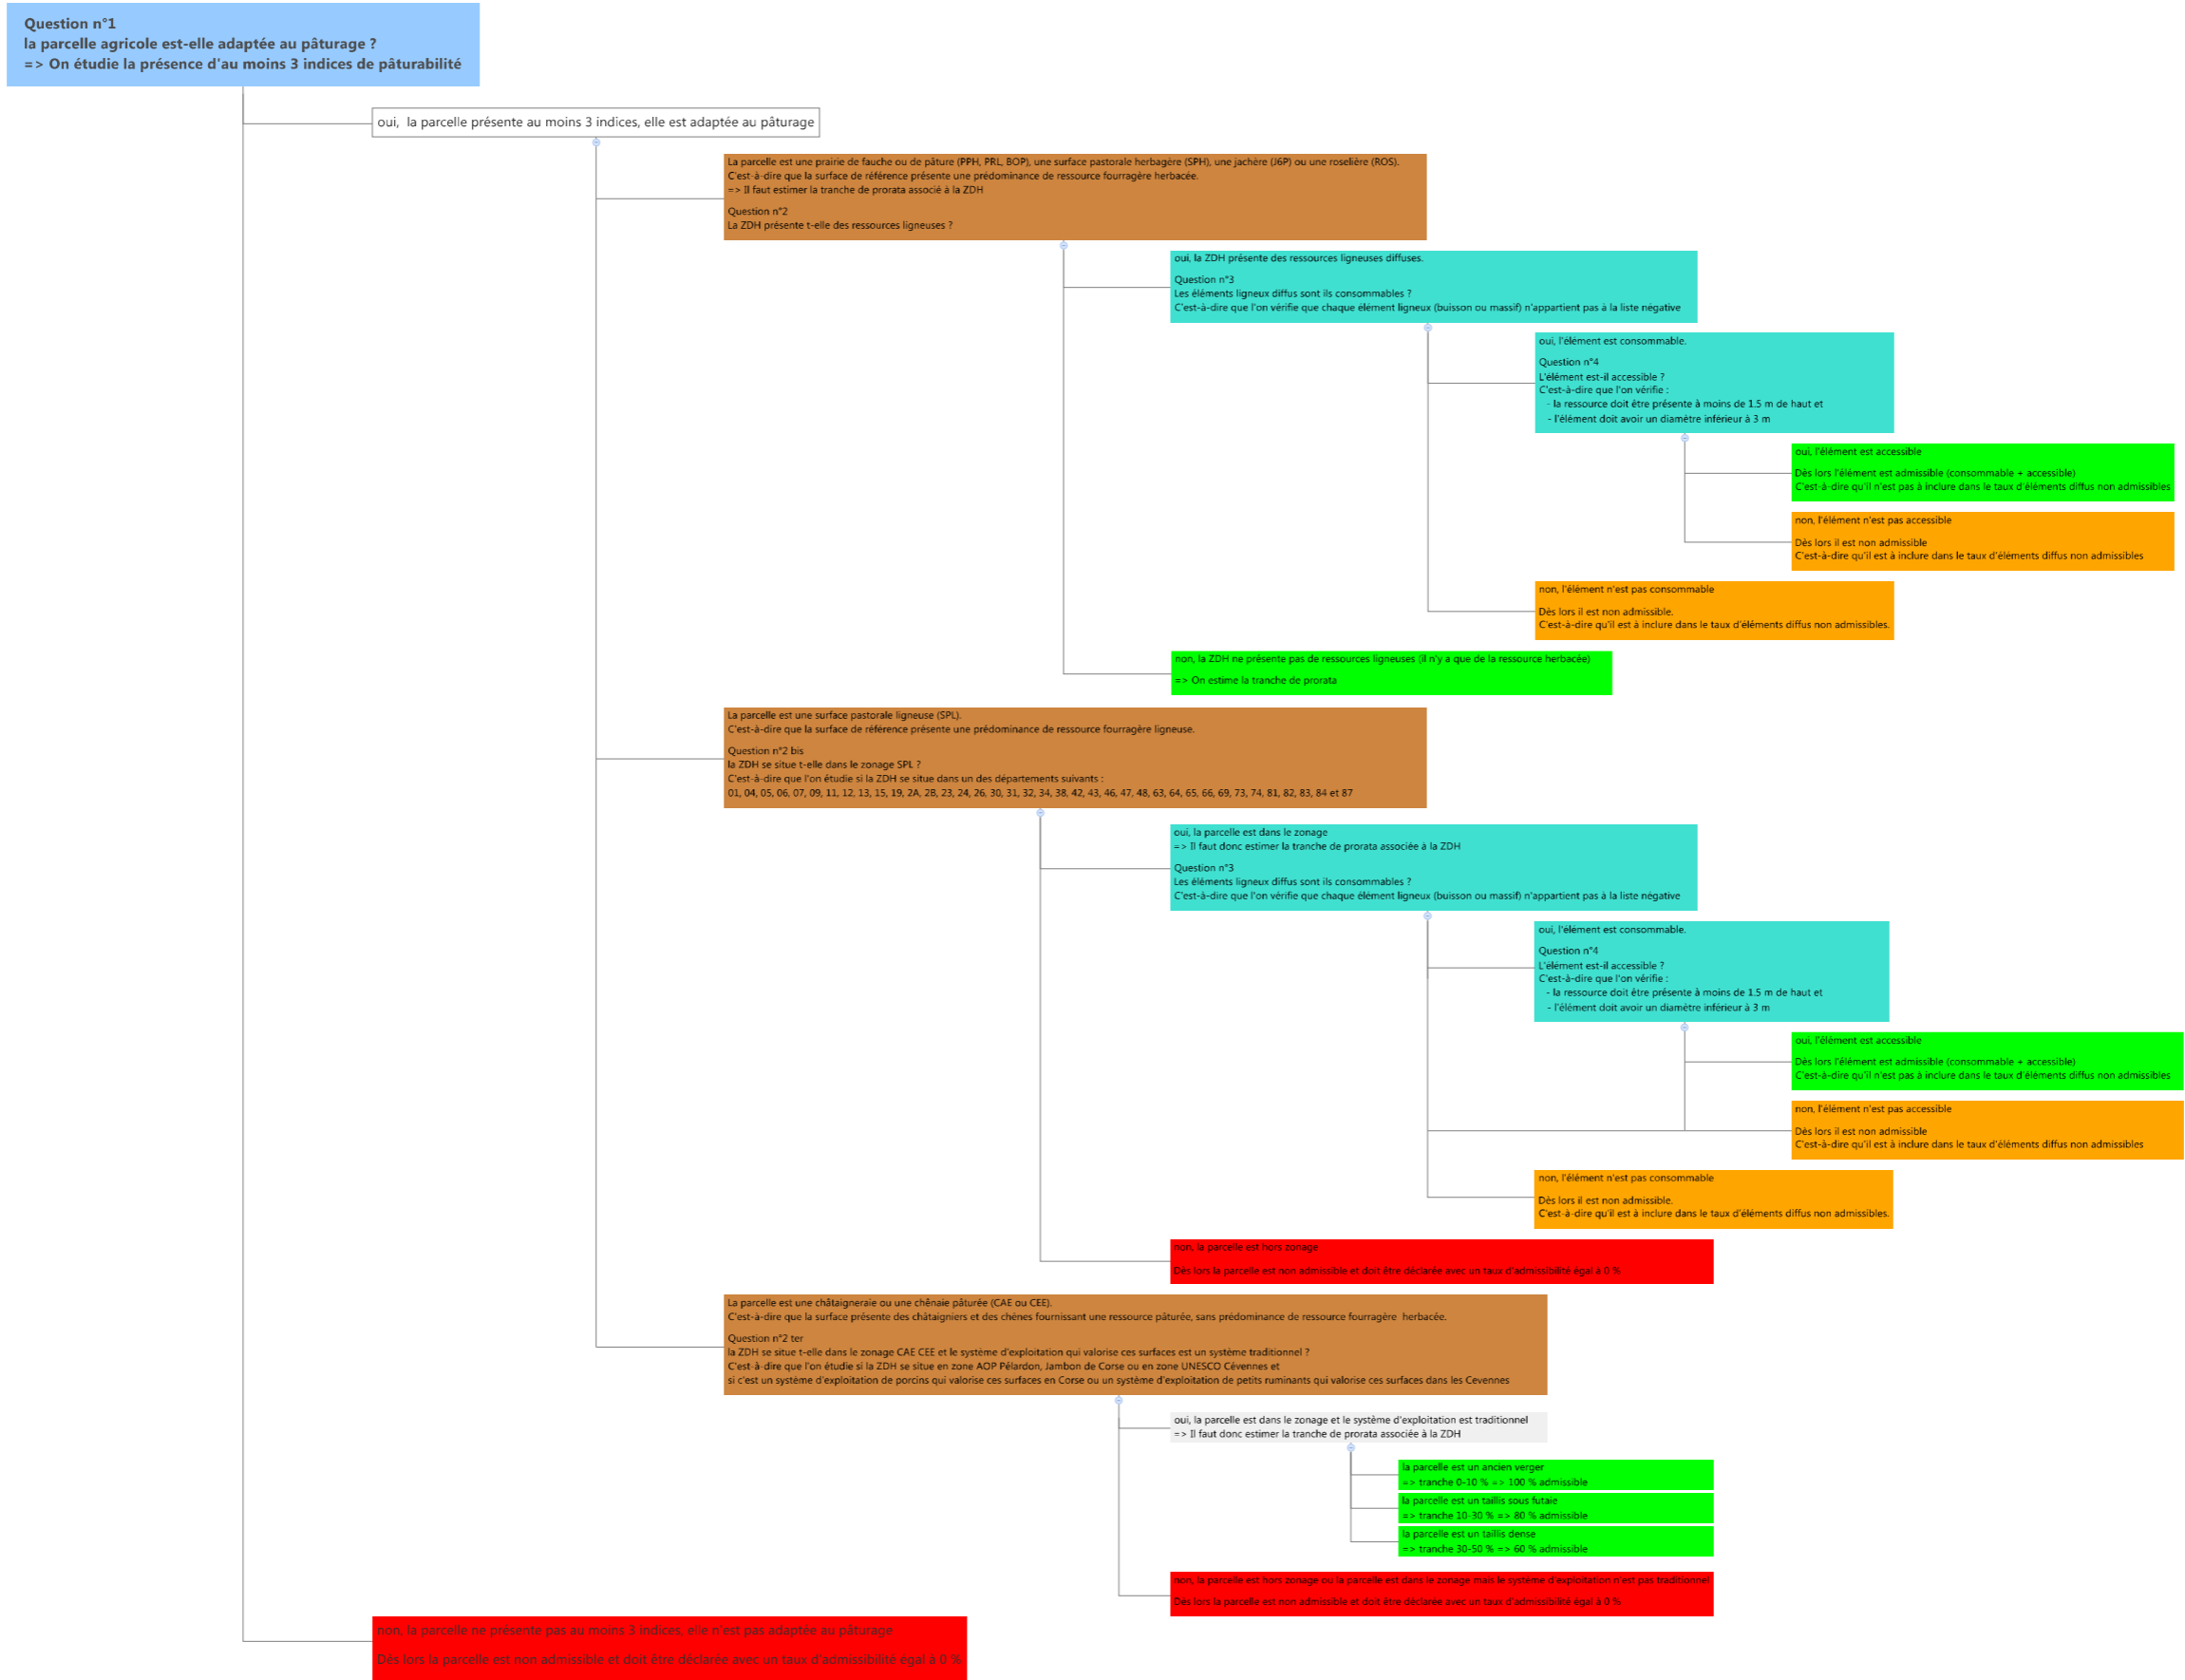 Question n°1
la parcelle agricole est-elle adaptée au pâturage ?
=> On étudie la présence d'au moins 3 indices de pâturabilité
oui, la parcelle présente au moins 3 indices, elle est adaptée au pâturage
La parcelle est une prairie de fauche ou de pâture (PPH, PRL, BOP), une surface pastorale herbagère (SPH), une jachère (J6P) ou une roselière (ROS).
C'est-à-dire que la surface de référence présente une prédominance de ressource fourragère herbacée.
=> Il faut estimer la tranche de prorata associé à la ZDH
Question n°2
La ZDH présente t-elle des ressources ligneuses ?
oui, la ZDH présente des ressources ligneuses diffuses.
Question n°3
Les éléments ligneux diffus sont ils consommables ?
C'est-à-dire que l'on vérifie que chaque élément ligneux (buisson ou massif) n'appartient pas à la liste négative
oui, l'élément est consommable.
Question n°4
L'élément est-il accessible ?
C'est-à-dire que l'on vérifie :
- la ressource doit être présente à moins de 1.5 m de haut et
- l'élément doit avoir un diamètre inférieur à 3 m
oui, l'élément est accessible
Dès lors l'élément est admissible (consommable + accessible)
C'est-à-dire qu'il n'est pas à inclure dans le taux d'éléments diffus non admissibles
non, l'élément n'est pas accessible
Dès lors il est non admissible
C'est-à-dire qu'il est à inclure dans le taux d'éléments diffus non admissibles
non, l'élément n'est pas consommable
Dès lors il est non admissible.
C'est-à-dire qu'il est à inclure dans le taux d'éléments diffus non admissibles.
non, la ZDH ne présente pas de ressources ligneuses (il n'y a que de la ressource herbacée)
=> On estime la tranche de prorata
La parcelle est une surface pastorale ligneuse (SPL).
C'est-à-dire que la surface de référence présente une prédominance de ressource fourragère ligneuse.
Question n°2 bis
la ZDH se situe t-elle dans le zonage SPL ?
C'est-à-dire que l'on étudie si la ZDH se situe dans un des départements suivants :
01, 04, 05, 06, 07, 09, 11, 12, 13, 15, 19, 2A, 2B, 23, 24, 26, 30, 31, 32, 34, 38, 42, 43, 46, 47, 48, 63, 64, 65, 66, 69, 73, 74, 81, 82, 83, 84 et 87
oui, la parcelle est dans le zonage
=> Il faut donc estimer la tranche de prorata associée à la ZDH
Question n°3
Les éléments ligneux diffus sont ils consommables ?
C'est-à-dire que l'on vérifie que chaque élément ligneux (buisson ou massif) n'appartient pas à la liste négative
oui, l'élément est consommable.
Question n°4
L'élément est-il accessible ?
C'est-à-dire que l'on vérifie :
- la ressource doit être présente à moins de 1.5 m de haut et
- l'élément doit avoir un diamètre inférieur à 3 m
oui, l'élément est accessible
Dès lors l'élément est admissible (consommable + accessible)
C'est-à-dire qu'il n'est pas à inclure dans le taux d'éléments diffus non admissibles
non, l'élément n'est pas accessible
Dès lors il est non admissible
C'est-à-dire qu'il est à inclure dans le taux d'éléments diffus non admissibles
non, l'élément n'est pas consommable
Dès lors il est non admissible.
C'est-à-dire qu'il est à inclure dans le taux d'éléments diffus non admissibles.
non, la parcelle est hors zonage
Dès lors la parcelle est non admissible et doit être déclarée avec un taux d'admissibilité égal à 0 %
La parcelle est une châtaigneraie ou une chênaie pâturée (CAE ou CEE).
C'est-à-dire que la surface présente des châtaigniers et des chênes fournissant une ressource pâturée, sans prédominance de ressource fourragère herbacée.
Question n°2 ter
la ZDH se situe t-elle dans le zonage CAE CEE et le système d'exploitation qui valorise ces surfaces est un système traditionnel ?
C'est-à-dire que l'on étudie si la ZDH se situe en zone AOP Pélardon, Jambon de Corse ou en zone UNESCO Cévennes et
si c'est un système d'exploitation de porcins qui valorise ces surfaces en Corse ou un système d'exploitation de petits ruminants qui valorise ces surfaces dans les Cevennes
oui, la parcelle est dans le zonage et le système d'exploitation est traditionnel
=> Il faut donc estimer la tranche de prorata associée à la ZDH
la parcelle est un ancien verger
=> tranche 0-10 % => 100 % admissible
la parcelle est un taillis sous futaie
=> tranche 10-30 % => 80 % admissible
la parcelle est un taillis dense
=> tranche 30-50 % => 60 % admissible
non, la parcelle est hors zonage ou la parcelle est dans le zonage mais le système d'exploitation n'est pas traditionnel
Dès lors la parcelle est non admissible et doit être déclarée avec un taux d'admissibilité égal à 0 %
non, la parcelle ne présente pas au moins 3 indices, elle n'est pas adaptée au pâturage
Dès lors la parcelle est non admissible et doit être déclarée avec un taux d'admissibilité égal à 0 %